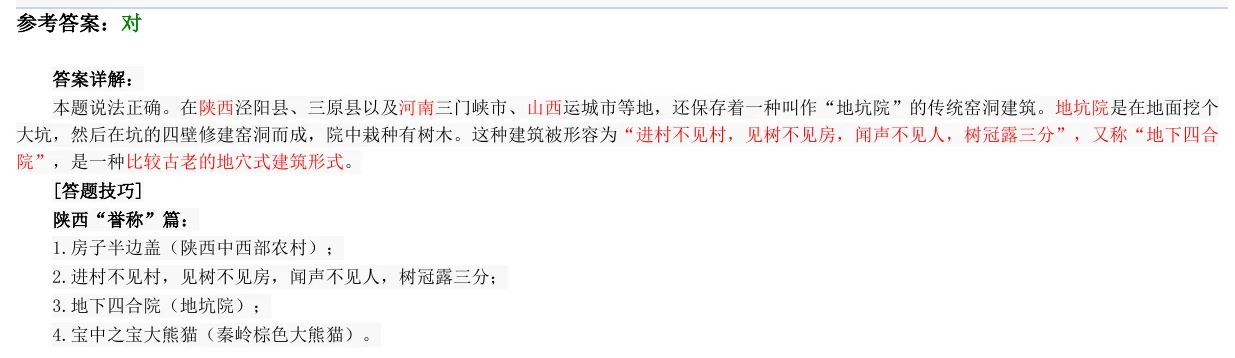 参考答案：对
答案详解：
本题说法正确。在陕西泾阳县、三原县以及河南三门峡市、山西运城市等地，还保存着一种叫作“地坑院”的传统窑洞建筑。地坑院是在地面挖个
大坑，然后在坑的四壁修建窑洞而成，院中栽种有树木。这种建筑被形容为“进村不见村，见树不见房，闻声不见人，树冠露三分”，又称“地下四合
院”，是一种比较古老的地穴式建筑形式。
[答题技巧]
陕西“誉称”篇：
1.房子半边盖（陕西中西部农村）；
2.进村不见村，见树不见房，闻声不见人，树冠露三分；
3.地下四合院（地坑院）；
4.宝中之宝大熊猫（秦岭棕色大熊猫）。